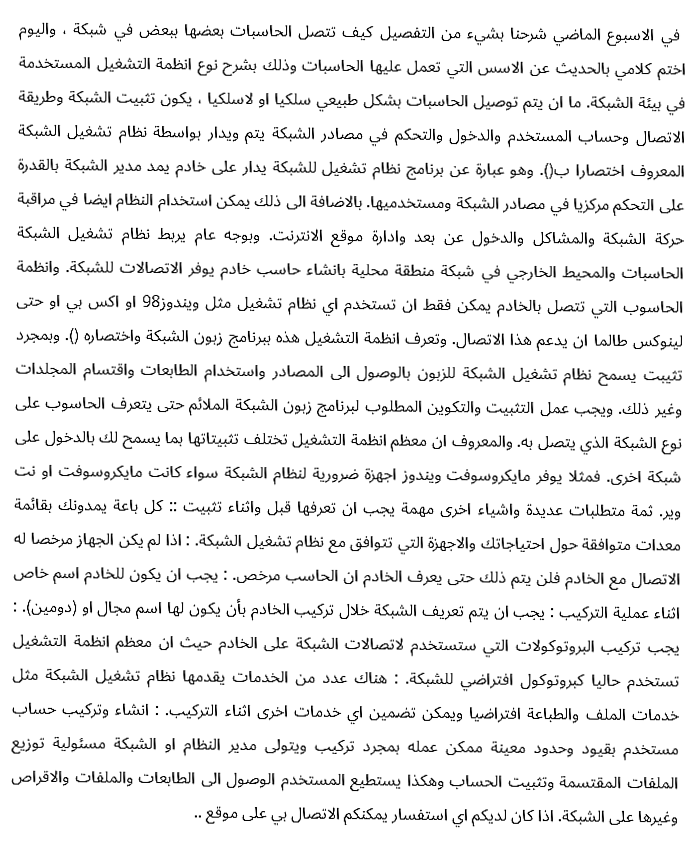 في الاسبوع الماضي شرحنا بشيء من التفصيل كيف تتصل الحاسبات بعضها ببعض في شبكة ، واليوم
اختم كلامي بالحديث عن الاسس التي تعمل عليها الحاسبات وذلك بشرح نوع انظمة التشغيل المستخدمة
في بيئة الشبكة. ما ان يتم توصيل الحاسبات بشكل طبيعي سلكيا او لاسلكيا ، يكون تثبيت الشبكة وطريقة
الاتصال وحساب المستخدم والدخول والتحكم في مصادر الشبكة يتم ويدار بواسطة نظام تشغيل الشبكة
المعروف اختصارا ب(). وهو عبارة عن برنامج نظام تشغيل للشبكة يدار على خادم يمد مدير الشبكة بالقدرة
على التحكم مركزيا في مصادر الشبكة ومستخدميها. بالاضافة الى ذلك يمكن استخدام النظام ايضا في مراقبة
حركة الشبكة والمشاكل والدخول عن بعد وادارة موقع الانترنت. وبوجه عام يربط نظام تشغيل الشبكة
الحاسبات والمحيط الخارجي في شبكة منطقة محلية بانشاء حاسب خادم يوفر الاتصالات للشبكة. وانظمة
الحاسوب التي تتصل بالخادم يمكن فقط ان تستخدم اي نظام تشغيل مثل ويندوز98 او اكس بي او حتى
لينوكس طالما ان يدعم هذا الاتصال. وتعرف انظمة التشغيل هذه ببرنامج زبون الشبكة واختصاره (). وبمجرد
تثيبت يسمح نظام تشغيل الشبكة للزبون بالوصول الى المصادر واستخدام الطابعات واقتسام المجلدات
وغير ذلك. ويجب عمل التثبيت والتكوين المطلوب لبرنامج زبون الشبكة الملائم حتى يتعرف الحاسوب على
نوع الشبكة الذي يتصل به. والمعروف ان معظم انظمة التشغيل تختلف تثبيتاتها بما يسمح لك بالدخول على
شبكة اخرى. فمثلا يوفر مايكروسوفت ويندوز اجهزة ضرورية لنظام الشبكة سواء كانت مايكروسوفت او نت
وير. ثمة متطلبات عديدة واشياء اخرى مهمة يجب ان تعرفها قبل واثناء تثبيت :: كل باعة يمدونك بقائمة
معدات متوافقة حول احتياجاتك والاجهزة التي تتوافق مع نظام تشغيل الشبكة. : اذا لم يكن الجهاز مرخصا له
الاتصال مع الخادم فلن يتم ذلك حتى يعرف الخادم ان الحاسب مرخص. : يجب ان يكون للخادم اسم خاص
اثناء عملية التركيب : يجب ان يتم تعريف الشبكة خلال تركيب الخادم بأن يكون لها اسم مجال او (دومين). :
يجب تركيب البروتوكولات التي ستستخدم لاتصالات الشبكة على الخادم حيث ان معظم انظمة التشغيل
تستخدم حاليا كبروتوكول افتراضي للشبكة. : هناك عدد من الخدمات يقدمها نظام تشغيل الشبكة مثل
خدمات الملف والطباعة افتراضيا ويمكن تضمين اي خدمات اخرى اثناء التركيب. : انشاء وتركيب حساب
مستخدم بقيود وحدود معينة ممكن عمله بمجرد تركيب ويتولى مدير النظام او الشبكة مسئولية توزيع
الملفات المقتسمة وتثبيت الحساب وهكذا يستطيع المستخدم الوصول الى الطابعات والملفات والاقراص
وغيرها على الشبكة. اذا كان لديكم اي استفسار يمكنكم الاتصال بي على موقع ..